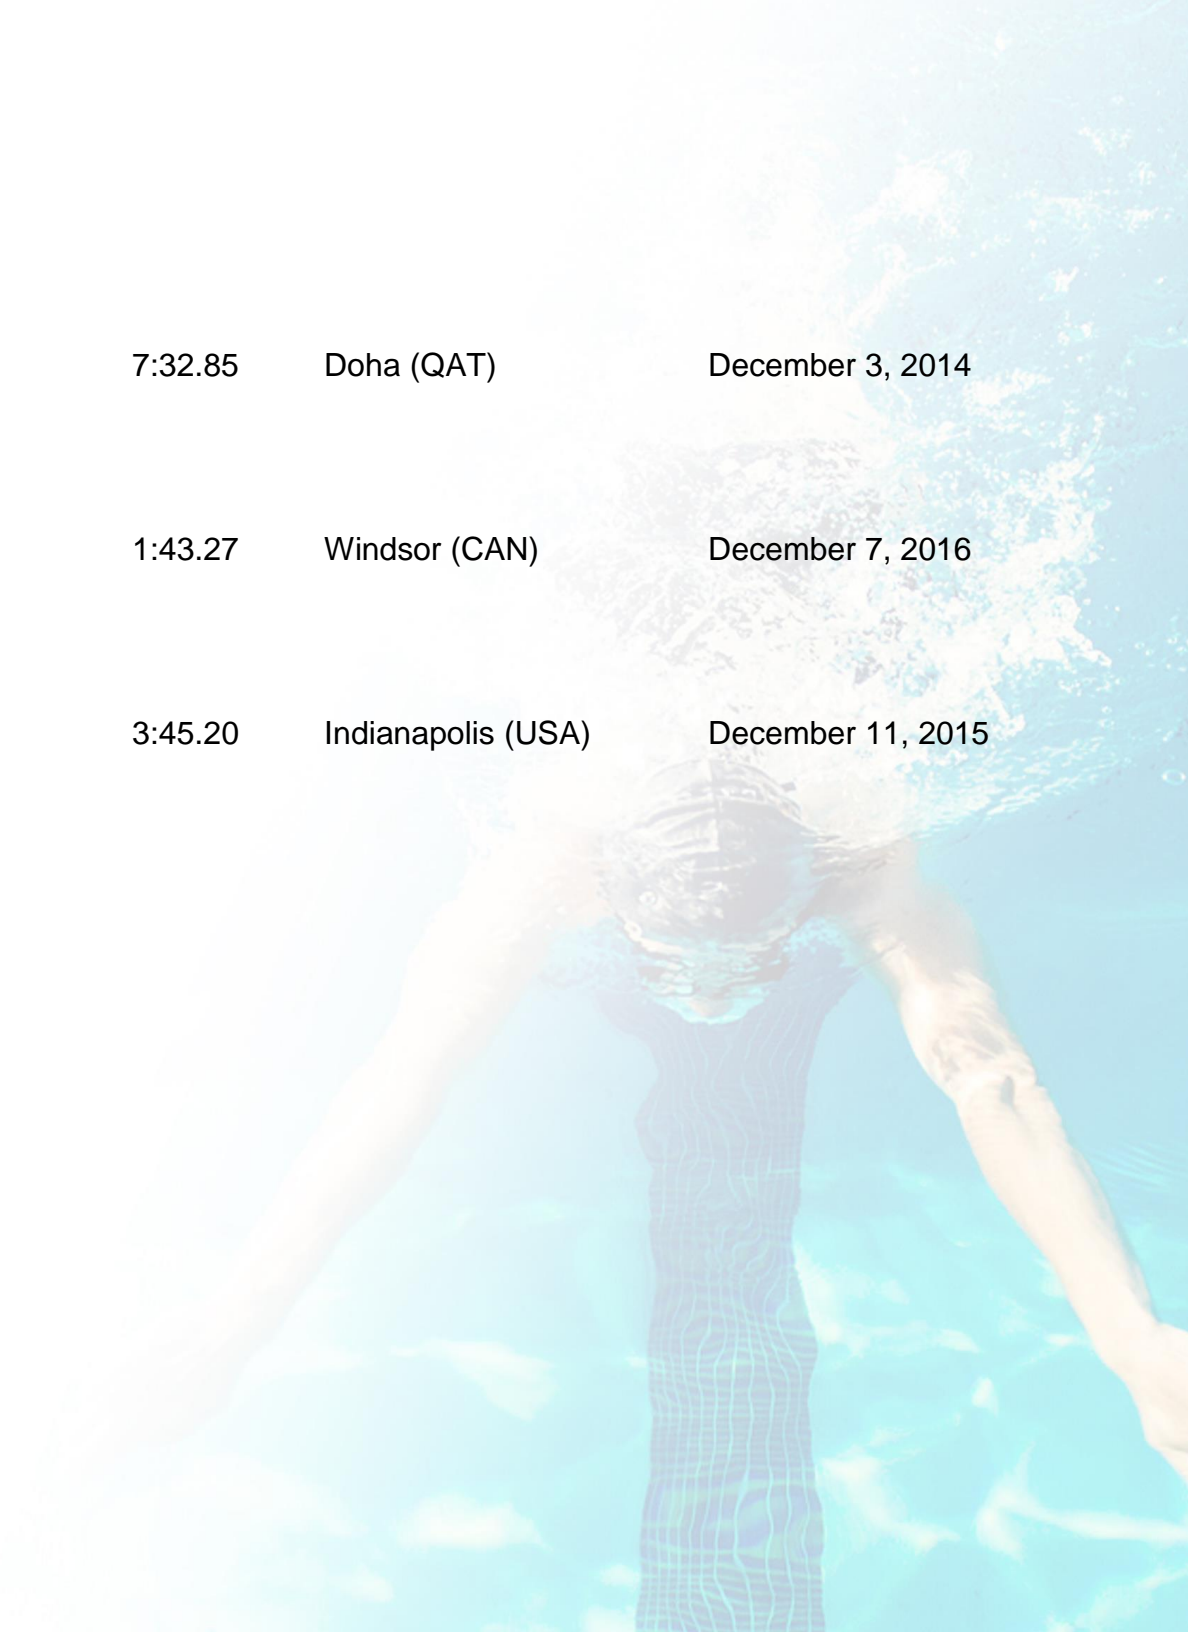 7:32.85 Doha (QAT) December 3, 2014
1:43.27 Windsor (CAN) December 7, 2016
3:45.20 Indianapolis (USA) December 11, 2015